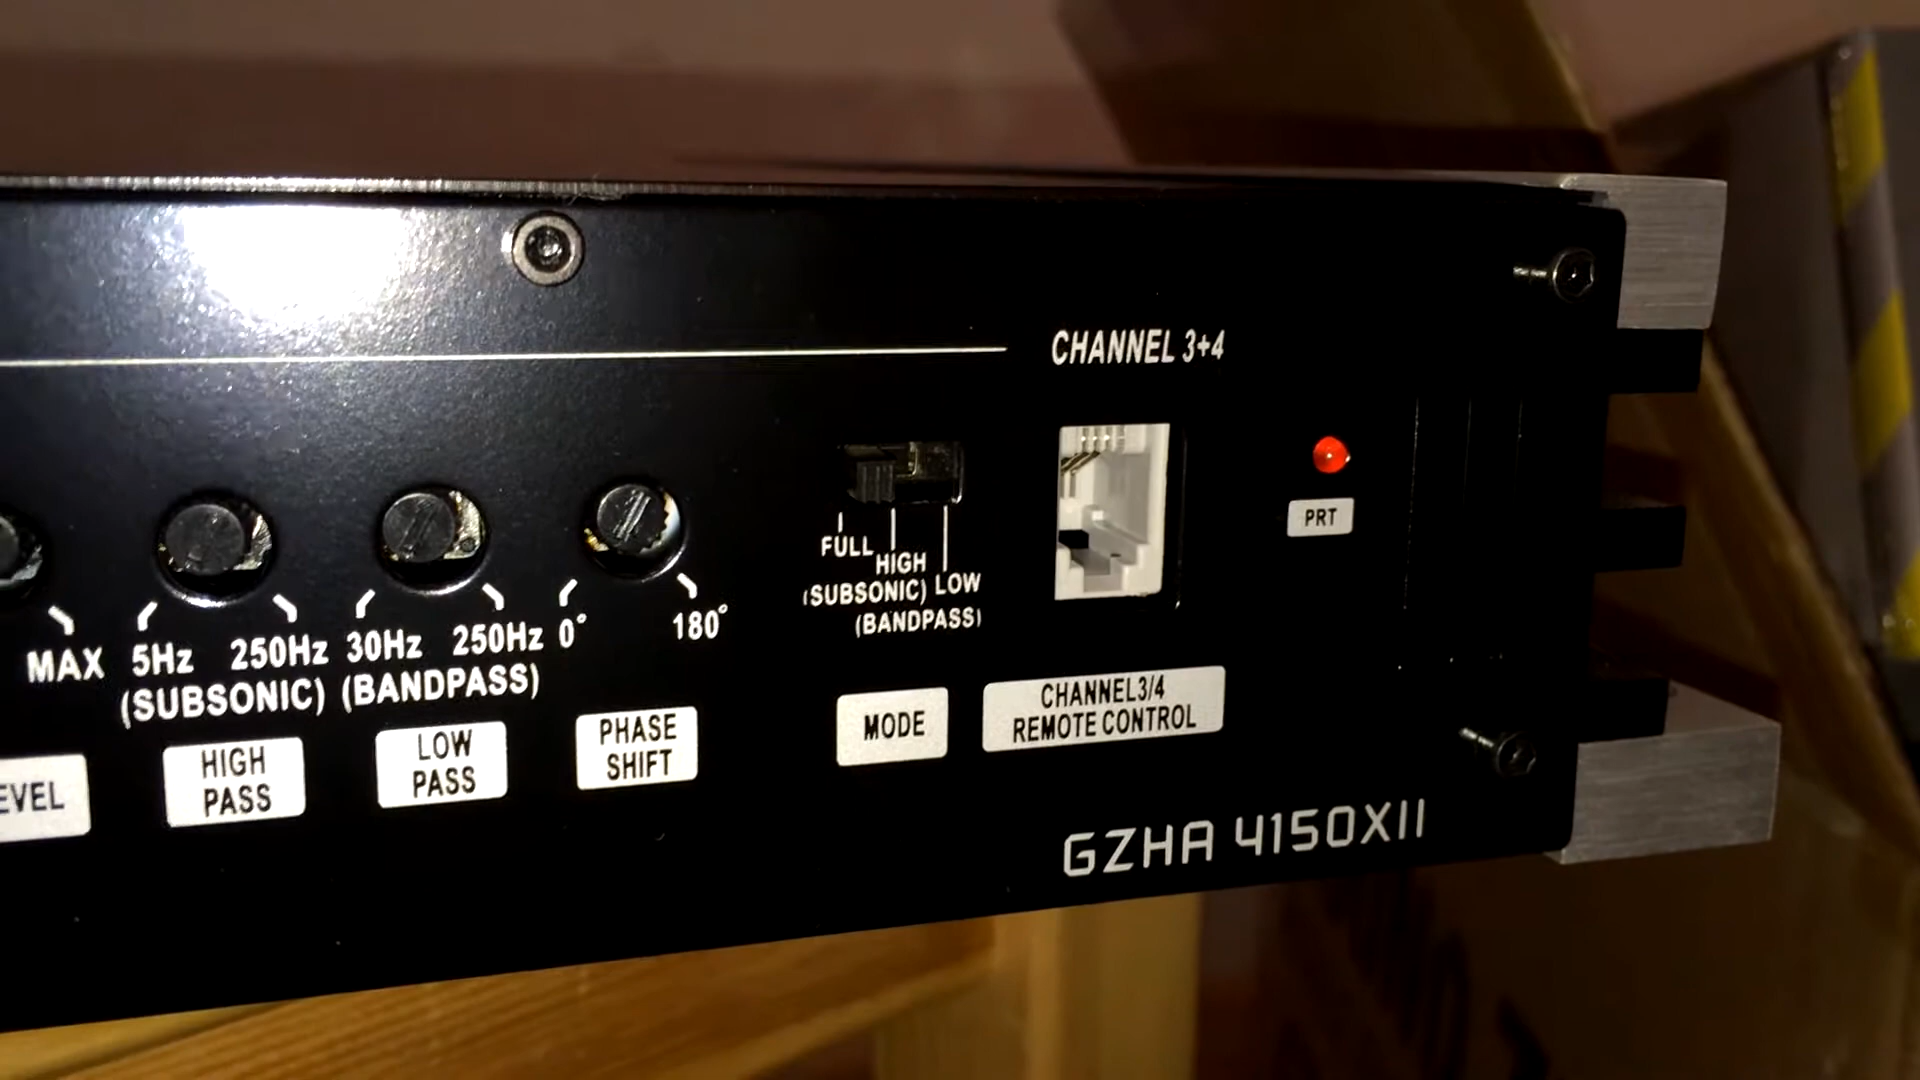 CHANNEL 3+4
FULL
HIGH
(SUBSONIC) LOW
(BANDPASS)
PRT
MAX 5Hz 250Hz 30Hz 250Hz 0° 180°
(SUBSONIC) (BANDPASS)
EVEL
HIGH
PASS
LOW
PASS
PHASE
SHIFT
MODE
CHANNEL3/4
REMOTE CONTROL
GZHA 4150XII